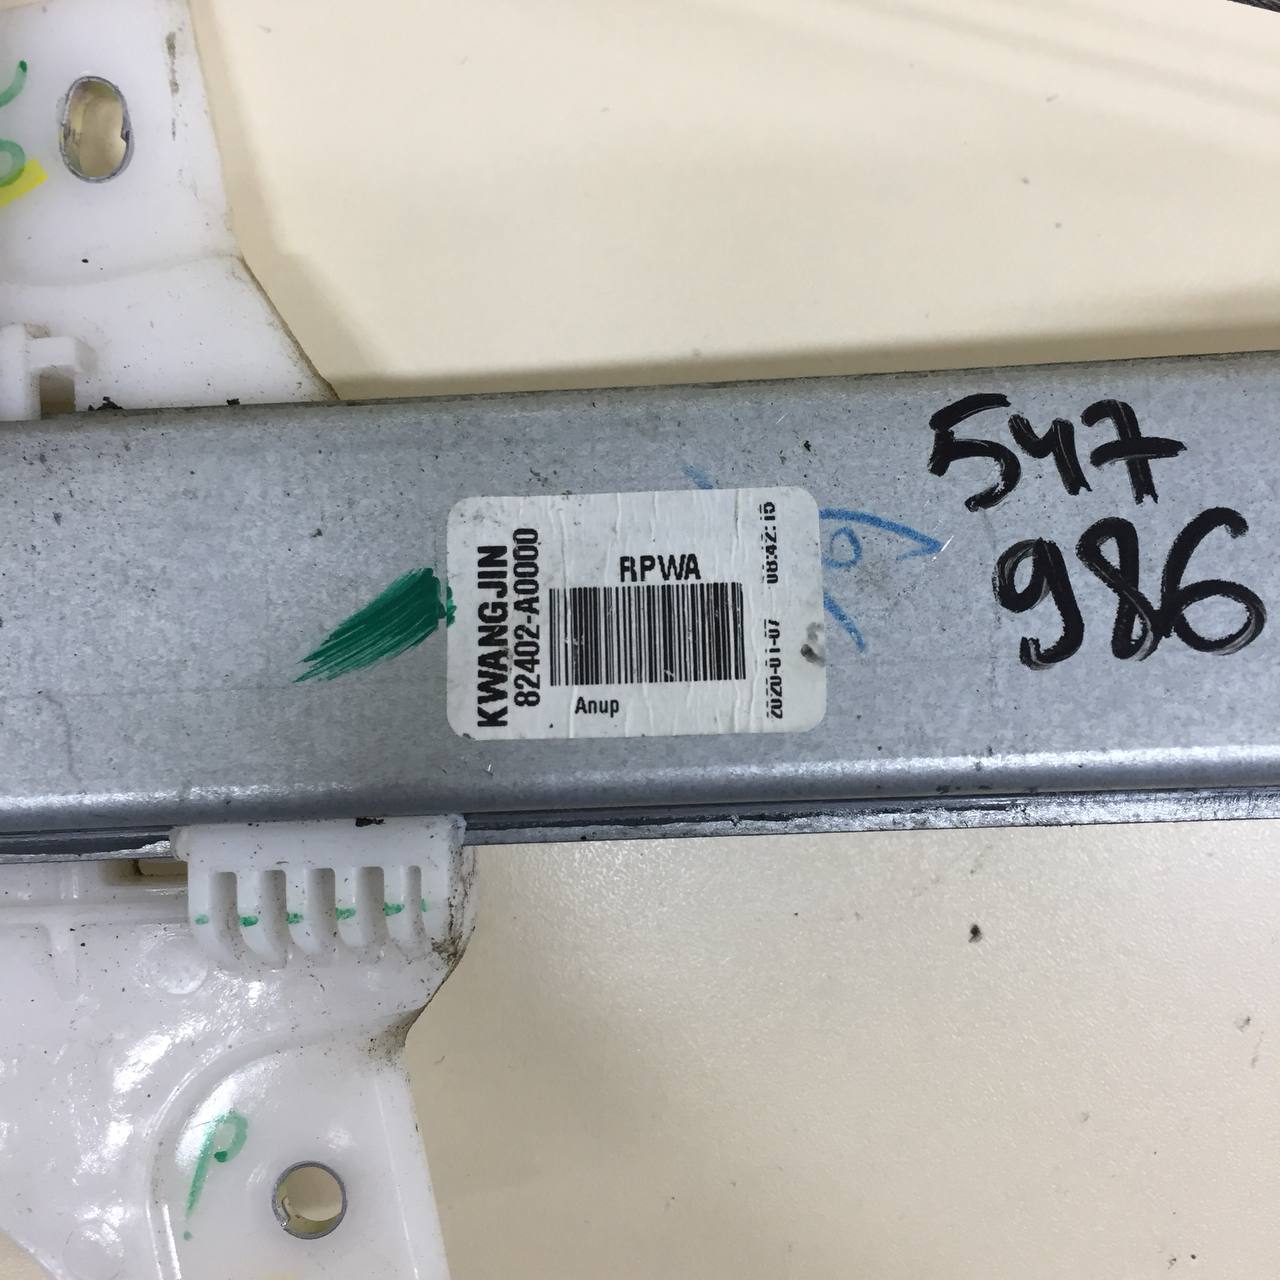 KWANGJIN
82402-A0000
RPWA
Anup
2020-01-07 08:42:15
547
986
P